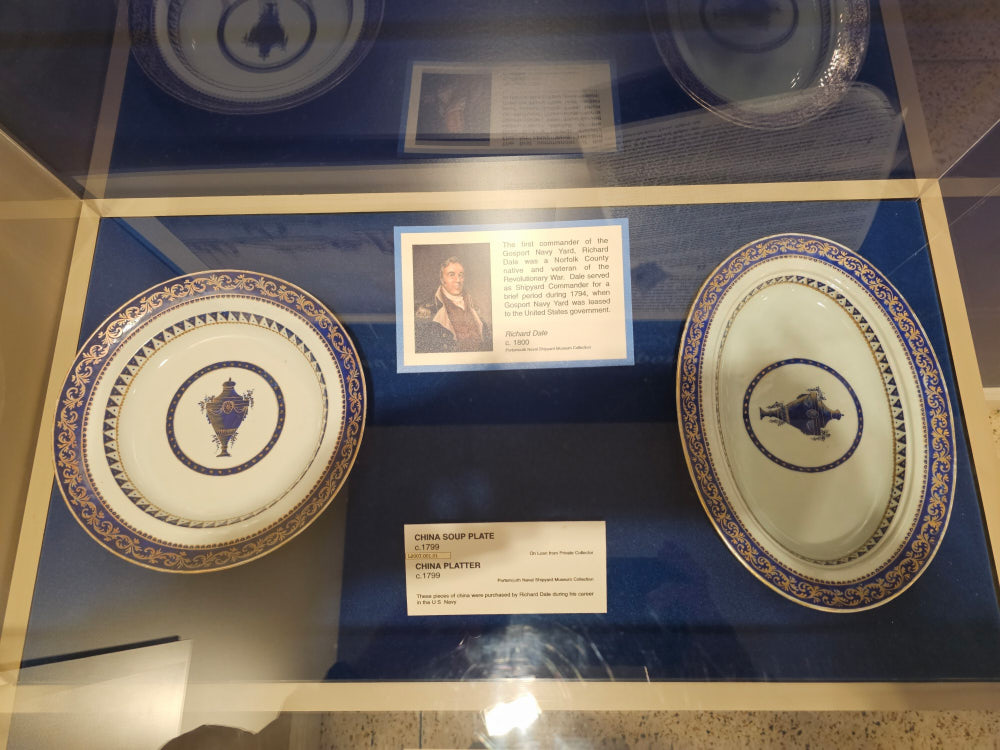 The first commander of the
Gosport Navy Yard, Richard
Dale was a Norfolk County
native and veteran of the
Revolutionary War. Dale served
as Shipyard Commander for a
brief period during 1794, when
Gosport Navy Yard was leased
to the United States government.
Richard Dale
c. 1800
Portsmouth Naval Shipyard Museum Collection
CHINA SOUP PLATE
c.1799
On Loan from Private Collector
CHINA PLATTER
c.1799
Portsmouth Naval Shipyard Museum Collection
These pieces of china were purchased by Richard Dale during his career
in the U.S. Navy